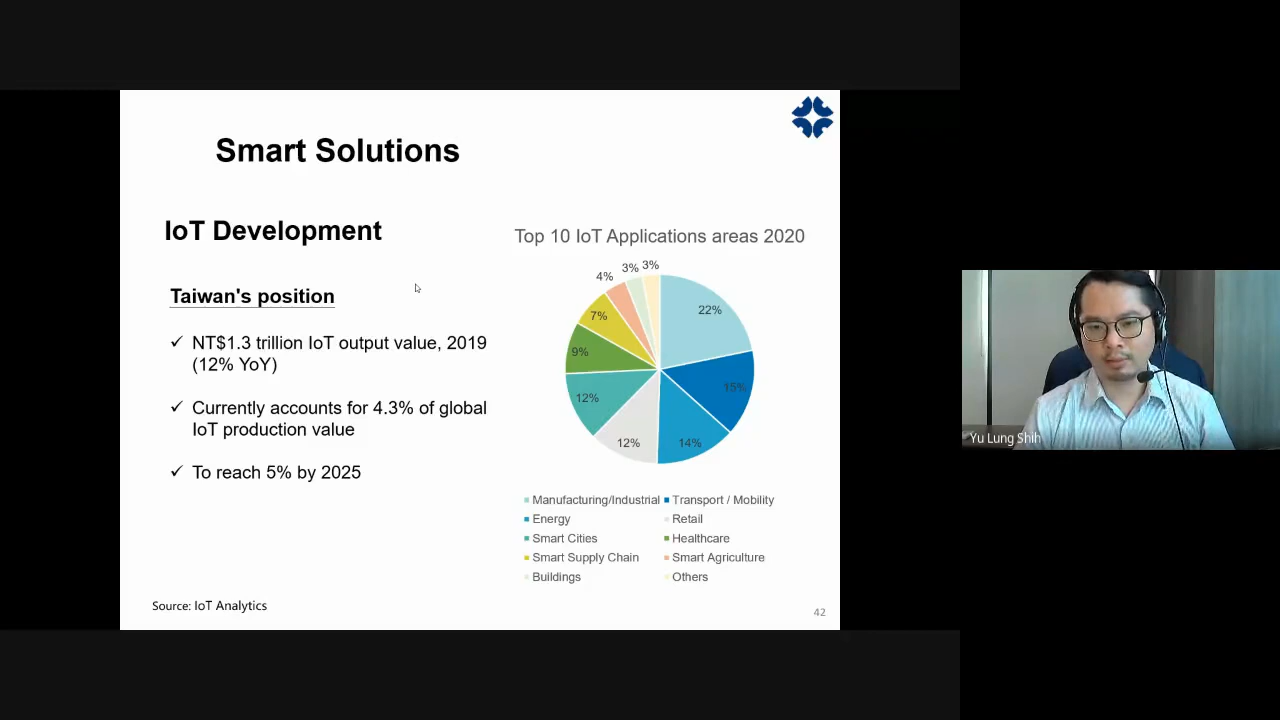 Smart Solutions
IoT Development
Taiwan's position
✓ NT$1.3 trillion IoT output value, 2019
(12% YoY)
✓ Currently accounts for 4.3% of global
IoT production value
✓ To reach 5% by 2025
Top 10 IoT Applications areas 2020
22%
15%
14%
12%
12%
9%
7%
4%
3%
3%
Manufacturing/Industrial Transport / Mobility
Energy Retail
Smart Cities Healthcare
Smart Supply Chain Smart Agriculture
Buildings Others
Source: IoT Analytics
42
Yu Lung Shih